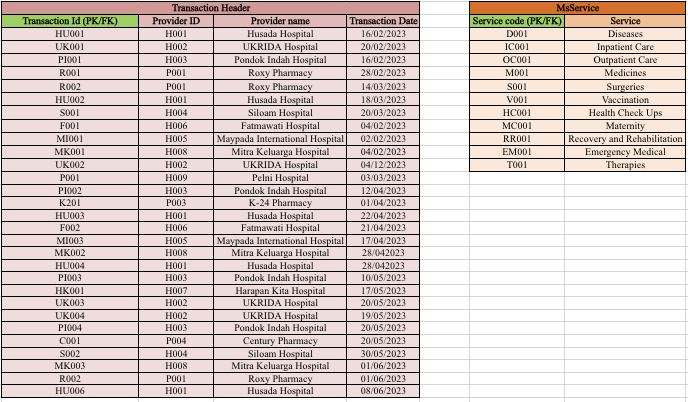 Transaction Header
Transaction Id (PK/FK) Provider ID Provider name Transaction Date
HU001 H001 Husada Hospital 16/02/2023
UK001 H002 UKRIDA Hospital 20/02/2023
PI001 H003 Pondok Indah Hospital 16/02/2023
R001 P001 Roxy Pharmacy 28/02/2023
R002 P001 Roxy Pharmacy 14/03/2023
HU002 H001 Husada Hospital 18/03/2023
S001 H004 Siloam Hospital 20/03/2023
F001 H006 Fatmawati Hospital 04/02/2023
MI001 H005 Maypada International Hospital 02/02/2023
MK001 H008 Mitra Keluarga Hospital 04/02/2023
UK002 H002 UKRIDA Hospital 04/12/2023
P001 H009 Pelni Hospital 03/03/2023
PI002 H003 Pondok Indah Hospital 12/04/2023
K201 P003 K-24 Pharmacy 01/04/2023
HU003 H001 Husada Hospital 22/04/2023
F002 H006 Fatmawati Hospital 21/04/2023
MI003 H005 Maypada International Hospital 17/04/2023
MK002 H008 Mitra Keluarga Hospital 28/042023
HU004 H001 Husada Hospital 28/042023
PI003 H003 Pondok Indah Hospital 10/05/2023
HK001 H007 Harapan Kita Hospital 17/05/2023
UK003 H002 UKRIDA Hospital 20/05/2023
UK004 H002 UKRIDA Hospital 19/05/2023
PI004 H003 Pondok Indah Hospital 20/05/2023
C001 P004 Century Pharmacy 20/05/2023
S002 H004 Siloam Hospital 30/05/2023
MK003 H008 Mitra Keluarga Hospital 01/06/2023
R002 P001 Roxy Pharmacy 01/06/2023
HU006 H001 Husada Hospital 08/06/2023
MsService
Service code (PK/FK) Service
D001 Diseases
IC001 Inpatient Care
OC001 Outpatient Care
M001 Medicines
S001 Surgeries
V001 Vaccination
HC001 Health Check Ups
MC001 Maternity
RR001 Recovery and Rehabilitation
EM001 Emergency Medical
T001 Therapies